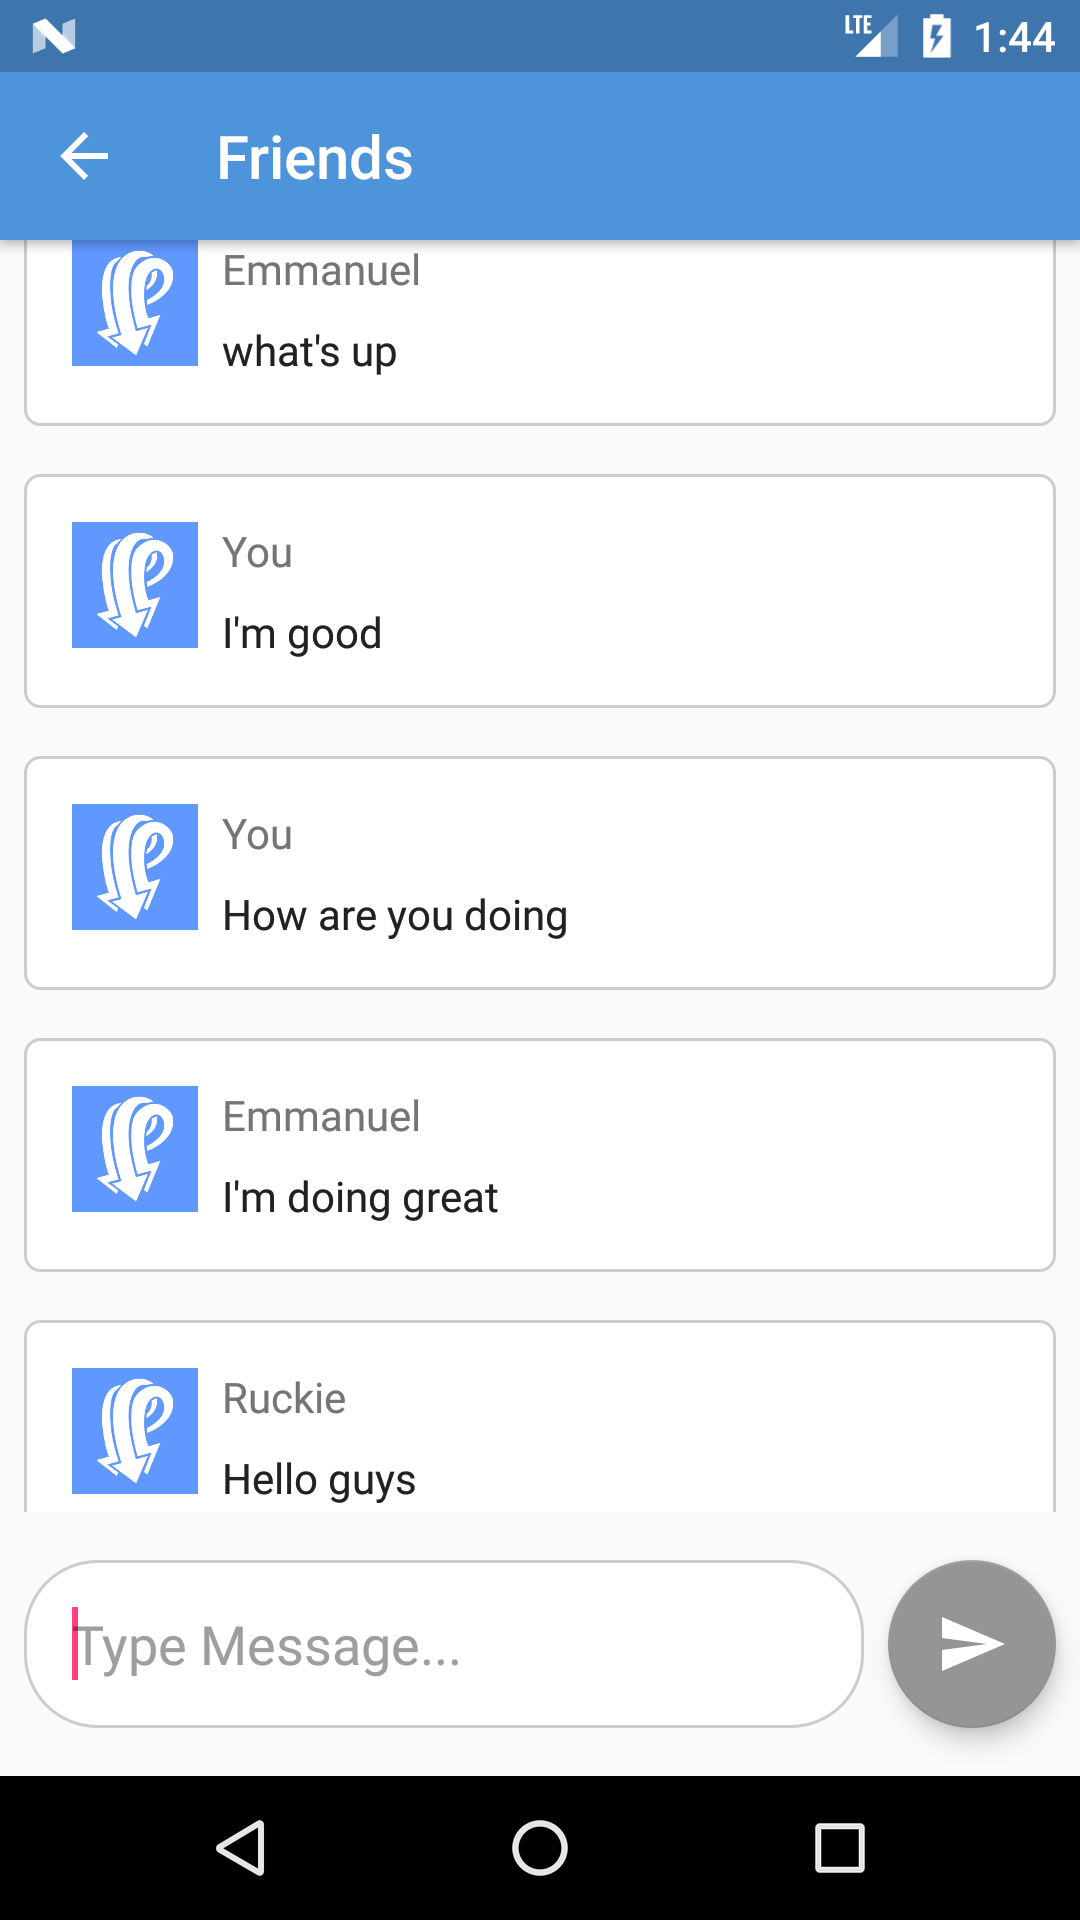 LTE 1:44
Friends
Emmanuel
what's up
You
I'm good
You
How are you doing
Emmanuel
I'm doing great
Ruckie
Hello guys
Type Message...